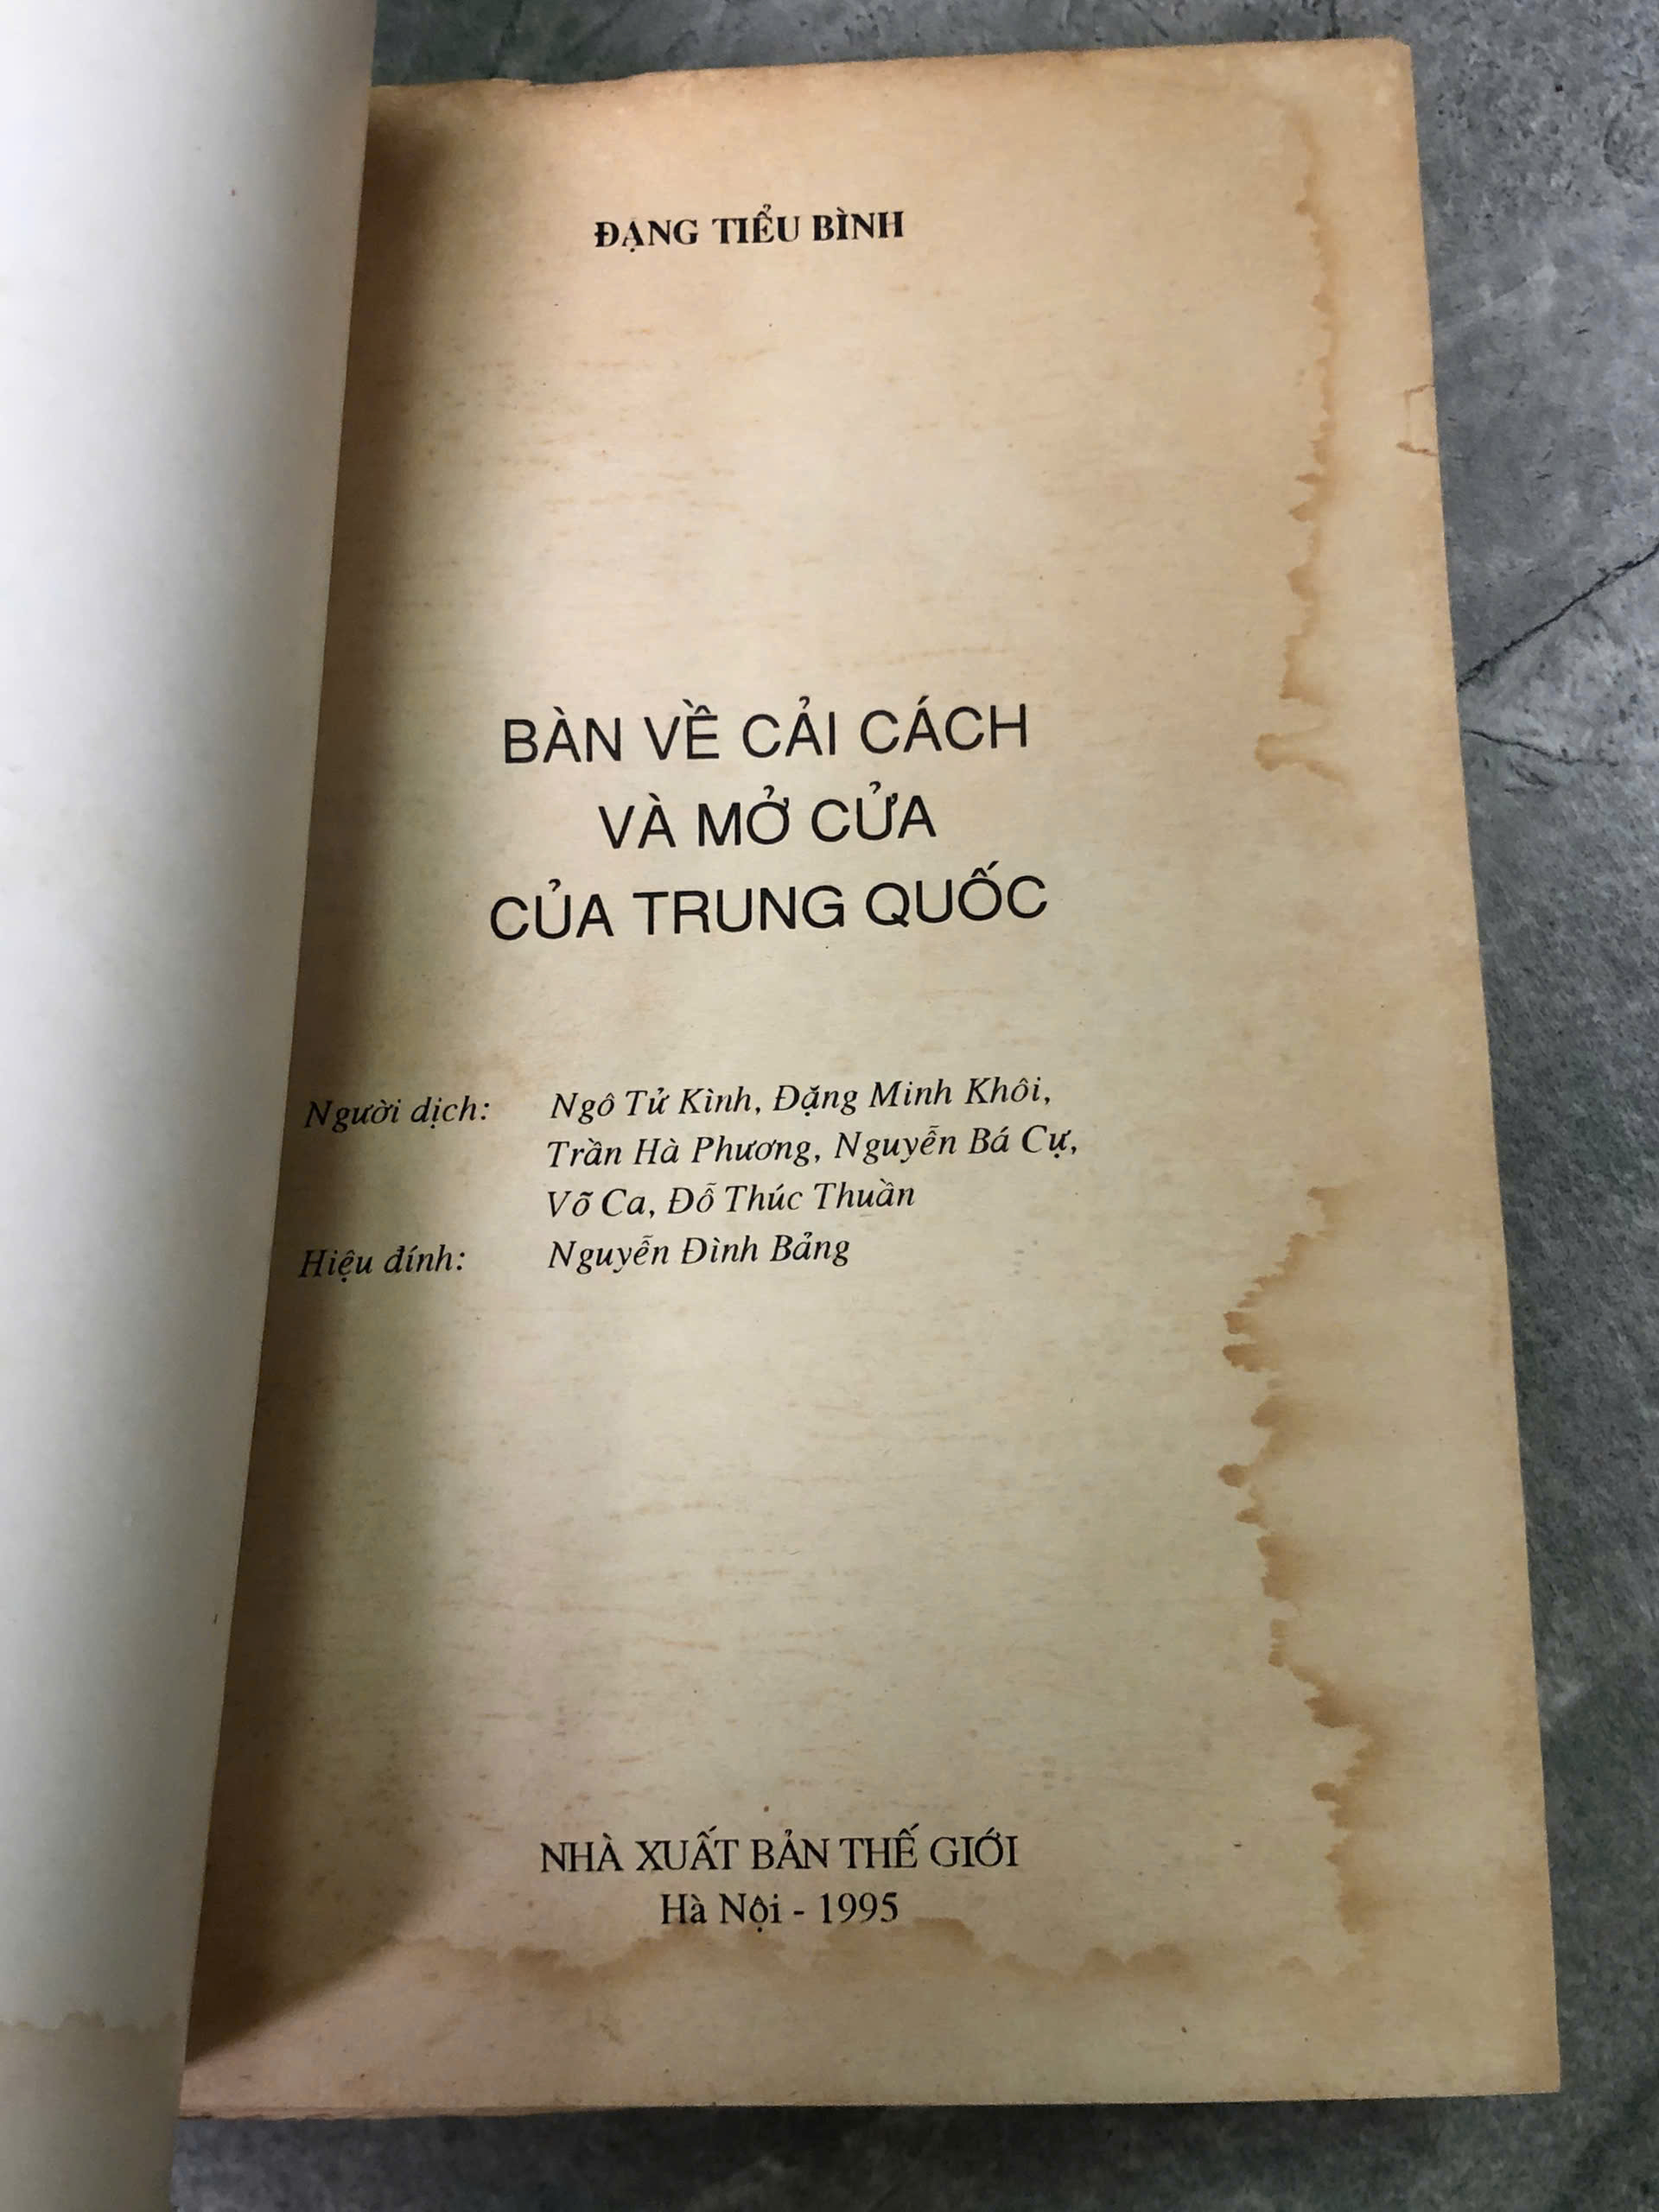 ĐẶNG TIỂU BÌNH
BÀN VỀ CẢI CÁCH
VÀ MỞ CỬA
CỦA TRUNG QUỐC
Người dịch: Ngô Tử Kình, Đặng Minh Khôi,
Trần Hà Phương, Nguyễn Bá Cự,
Võ Ca, Đỗ Thúc Thuần
Hiệu đính: Nguyễn Đình Bảng
NHÀ XUẤT BẢN THẾ GIỚI
Hà Nội - 1995